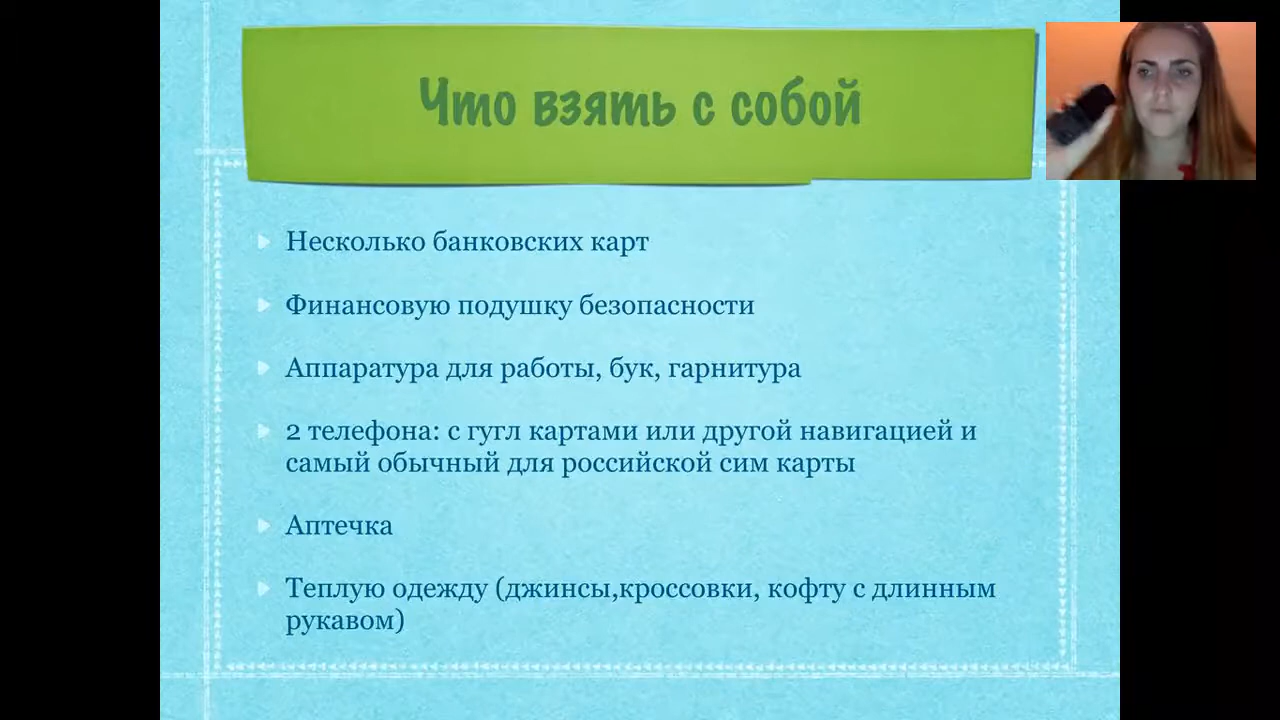 Что взять с собой
Несколько банковских карт
Финансовую подушку безопасности
Аппаратура для работы, бук, гарнитура
2 телефона: с гугл картами или другой навигацией и
самый обычный для российской сим карты
Аптечка
Теплую одежду (джинсы,кроссовки, кофту с длинным
рукавом)